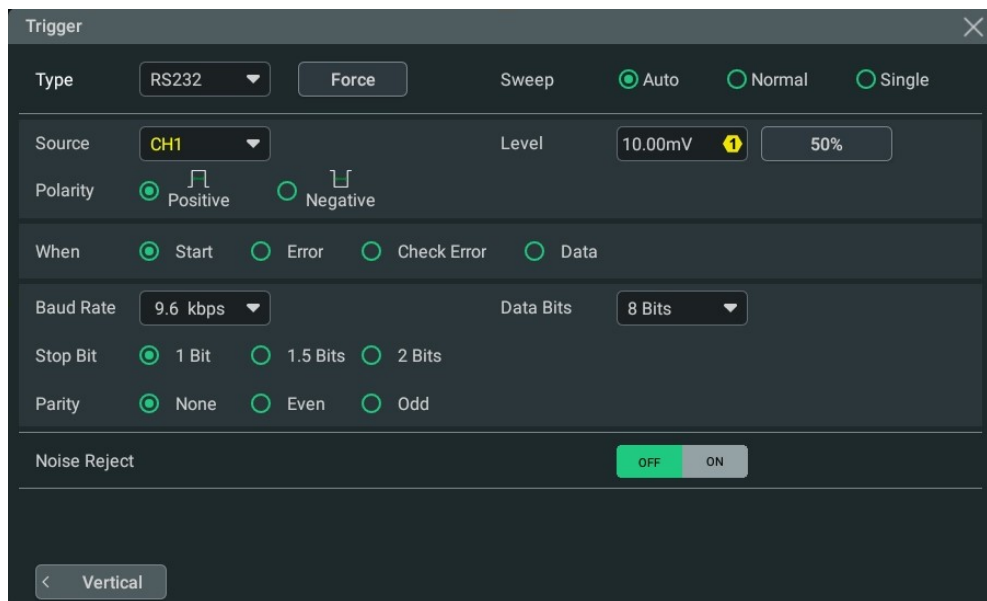 Trigger
Type RS232 Force Sweep Auto Normal Single
Source CH1 Level 10.00mV 1 50%
Polarity Positive Negative
When Start Error Check Error Data
Baud Rate 9.6 kbps Data Bits 8 Bits
Stop Bit 1 Bit 1.5 Bits 2 Bits
Parity None Even Odd
Noise Reject OFF ON
Vertical